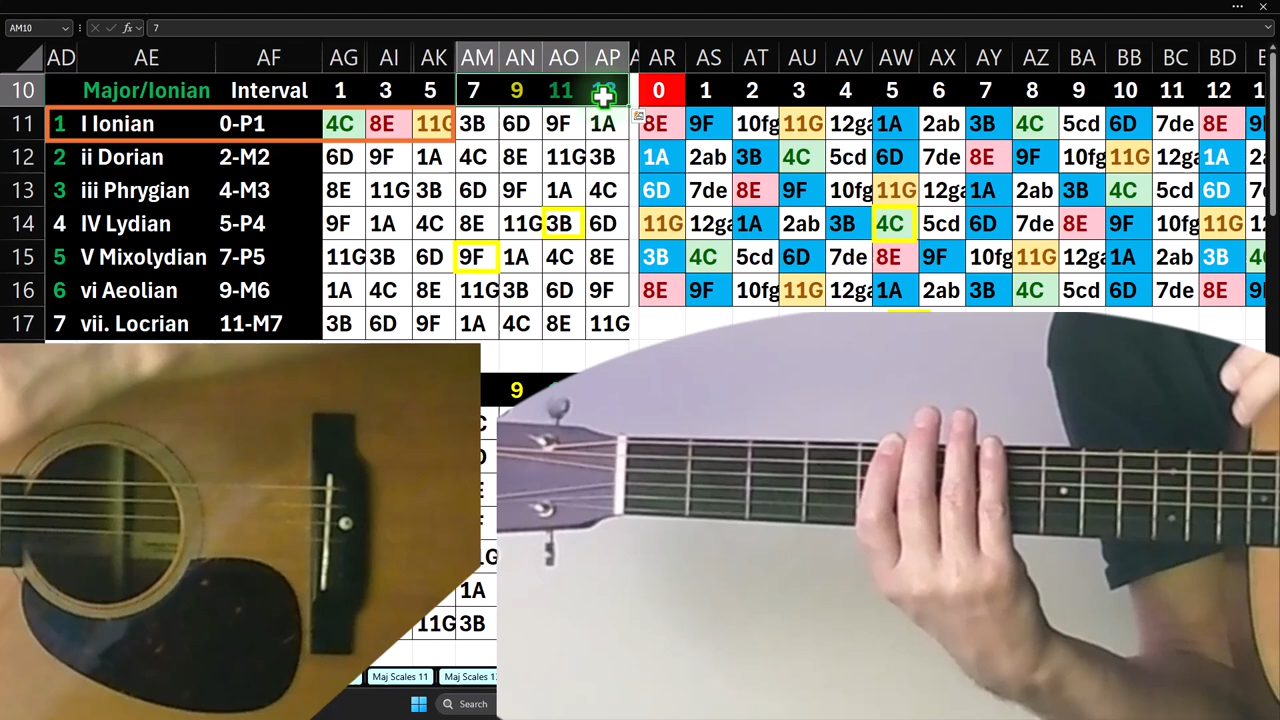 AM10 fx 7
AD AE AF AG AI AK AM AN AO AP AR AS AT AU AV AW AX AY AZ BA BB BC BD
10 Major/Ionian Interval 1 3 5 7 9 11 0 1 2 3 4 5 6 7 8 9 10 11 12
11 1 I Ionian 0-P1 4C 8E 11G 3B 6D 9F 1A 8E 9F 10fg 11G 12ga 1A 2ab 3B 4C 5cd 6D 7de 8E
12 2 ii Dorian 2-M2 6D 9F 1A 4C 8E 11G 3B 1A 2ab 3B 4C 5cd 6D 7de 8E 9F 10fg 11G 12ga 1A
13 3 iii Phrygian 4-M3 8E 11G 3B 6D 9F 1A 4C 6D 7de 8E 9F 10fg 11G 12ga 1A 2ab 3B 4C 5cd 6D
14 4 IV Lydian 5-P4 9F 1A 4C 8E 11G 3B 6D 11G 12ga 1A 2ab 3B 4C 5cd 6D 7de 8E 9F 10fg 11G
15 5 V Mixolydian 7-P5 11G 3B 6D 9F 1A 4C 8E 3B 4C 5cd 6D 7de 8E 9F 10fg 11G 12ga 1A 2ab 3B
16 6 vi Aeolian 9-M6 1A 4C 8E 11G 3B 6D 9F 8E 9F 10fg 11G 12ga 1A 2ab 3B 4C 5cd 6D 7de 8E
17 7 vii. Locrian 11-M7 3B 6D 9F 1A 4C 8E 11G
9
1A
11G 3B
Maj Scales 11
Search